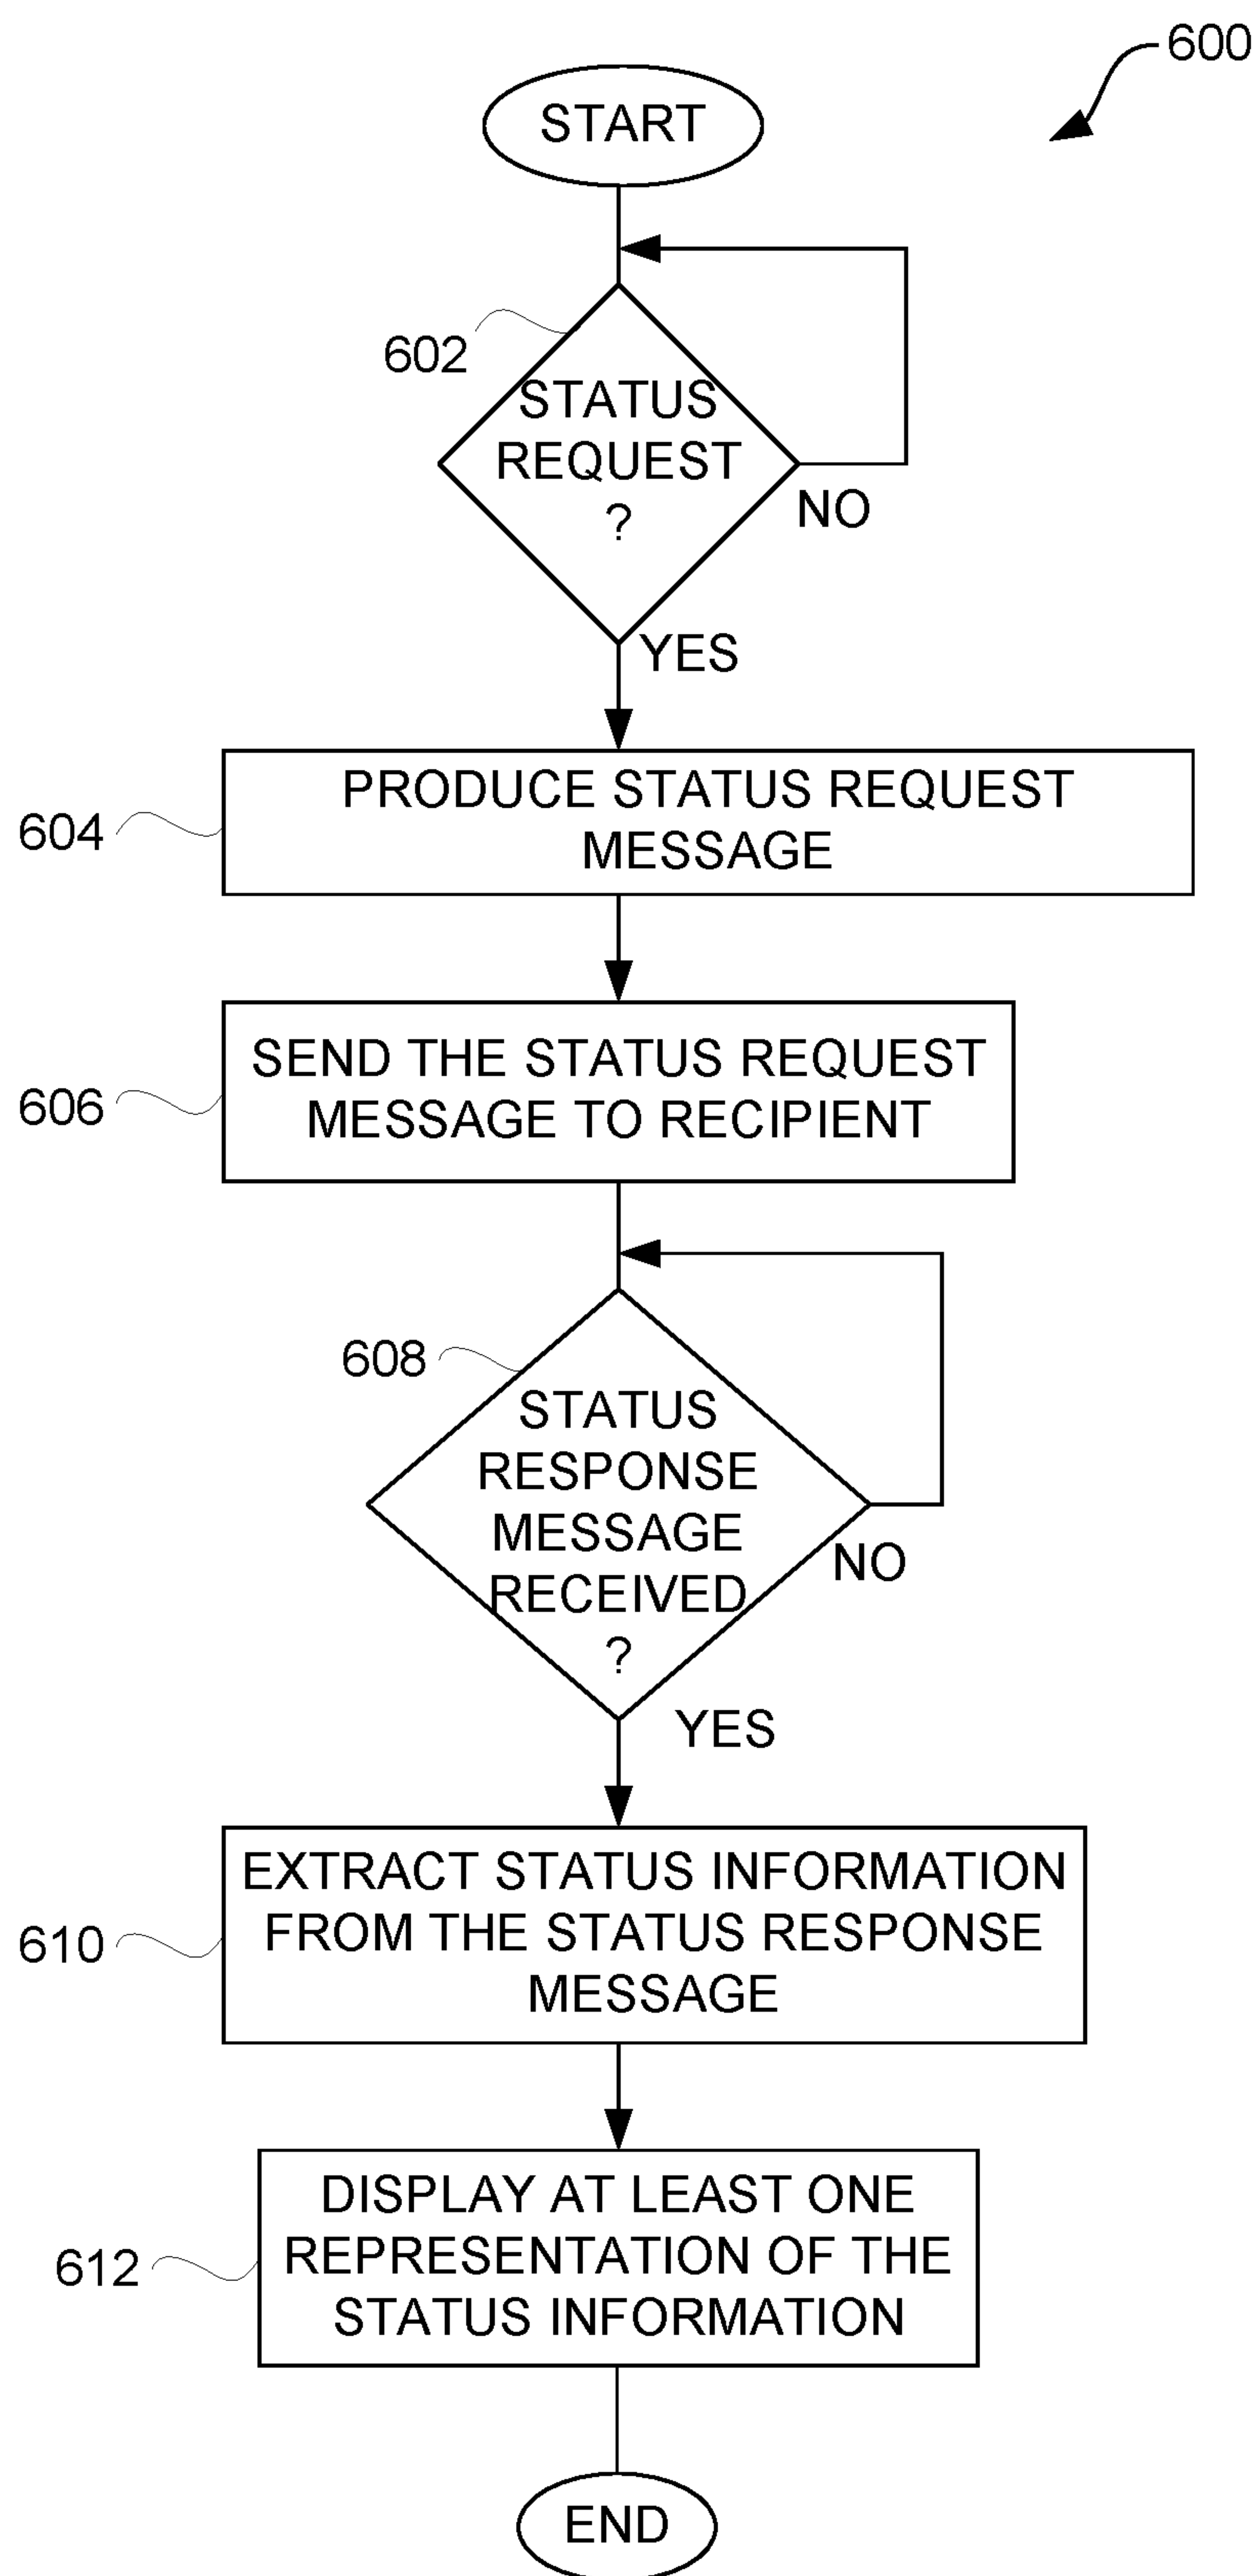 600
START
602
STATUS
REQUEST
?
NO
YES
PRODUCE STATUS REQUEST
MESSAGE
604
SEND THE STATUS REQUEST
MESSAGE TO RECIPIENT
606
608
STATUS
RESPONSE
MESSAGE
RECEIVED
?
NO
YES
EXTRACT STATUS INFORMATION
FROM THE STATUS RESPONSE
MESSAGE
610
DISPLAY AT LEAST ONE
REPRESENTATION OF THE
STATUS INFORMATION
612
END